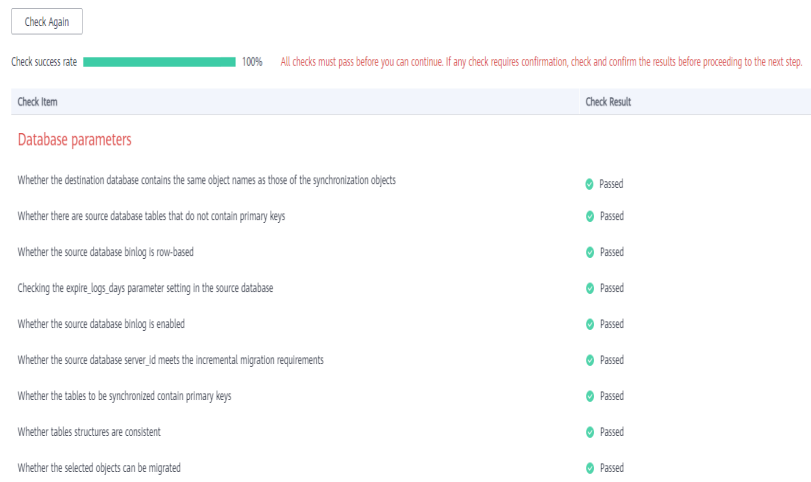 Check Again
Check success rate 100% All checks must pass before you can continue. If any check requires confirmation, check and confirm the results before proceeding to the next step.
Check Item Check Result
Database parameters
Whether the destination database contains the same object names as those of the synchronization objects Passed
Whether there are source database tables that do not contain primary keys Passed
Whether the source database binlog is row-based Passed
Checking the expire_logs_days parameter setting in the source database Passed
Whether the source database binlog is enabled Passed
Whether the source database server_id meets the incremental migration requirements Passed
Whether the tables to be synchronized contain primary keys Passed
Whether tables structures are consistent Passed
Whether the selected objects can be migrated Passed